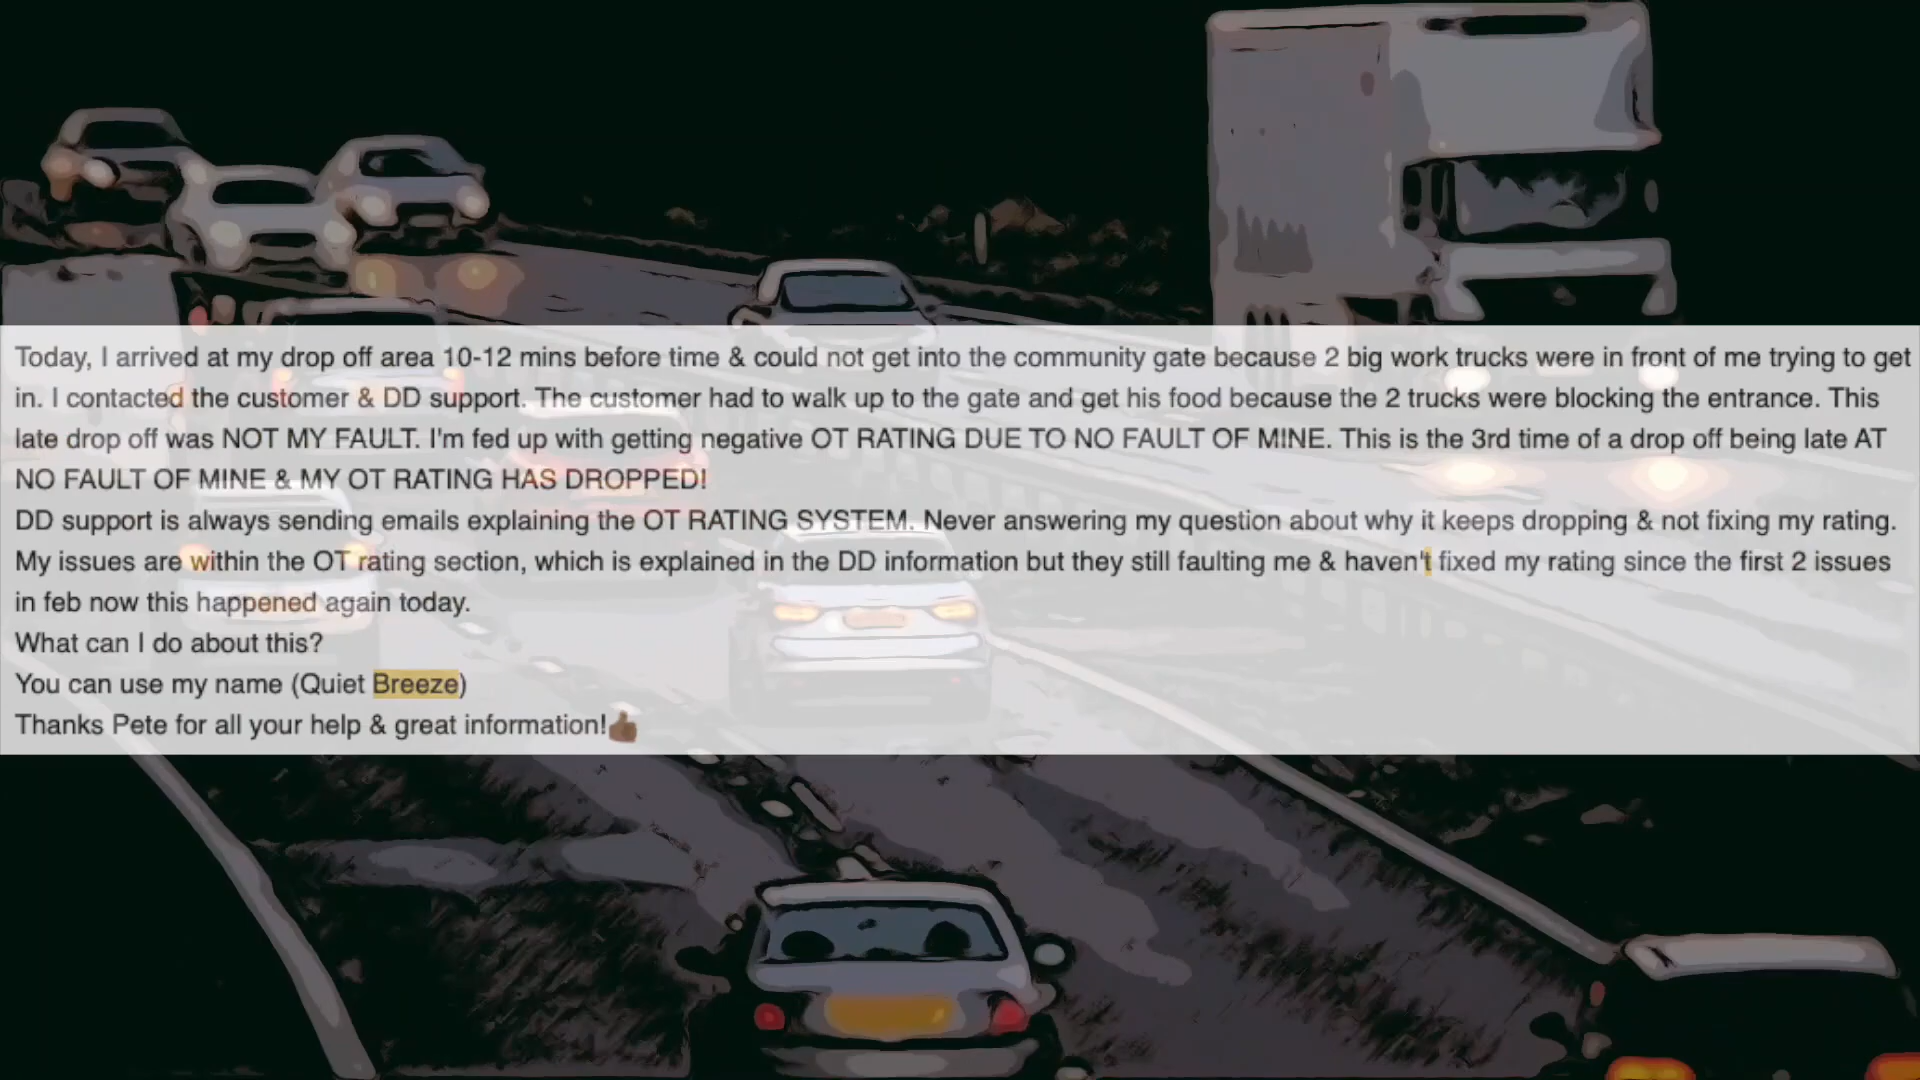 Today, I arrived at my drop off area 10-12 mins before time & could not get into the community gate because 2 big work trucks were in front of me trying to get
in. I contacted the customer & DD support. The customer had to walk up to the gate and get his food because the 2 trucks were blocking the entrance. This
late drop off was NOT MY FAULT. I'm fed up with getting negative OT RATING DUE TO NO FAULT OF MINE. This is the 3rd time of a drop off being late AT
NO FAULT OF MINE & MY OT RATING HAS DROPPED!
DD support is always sending emails explaining the OT RATING SYSTEM. Never answering my question about why it keeps dropping & not fixing my rating.
My issues are within the OT rating section, which is explained in the DD information but they still faulting me & haven't fixed my rating since the first 2 issues
in feb now this happened again today.
What can I do about this?
You can use my name (Quiet Breeze)
Thanks Pete for all your help & great information!👍🏾